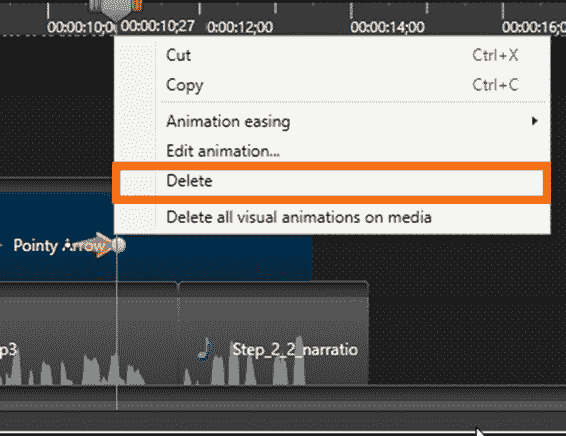 00:00:10;00 00:00:10;27 0:00:12;00 00:00:14;00 00:00:16;0
Cut Ctrl+X
Copy Ctrl+C
Animation easing
Edit animation...
Delete
Delete all visual animations on media
Pointy Arrow
p3 Step_2_2_narratio